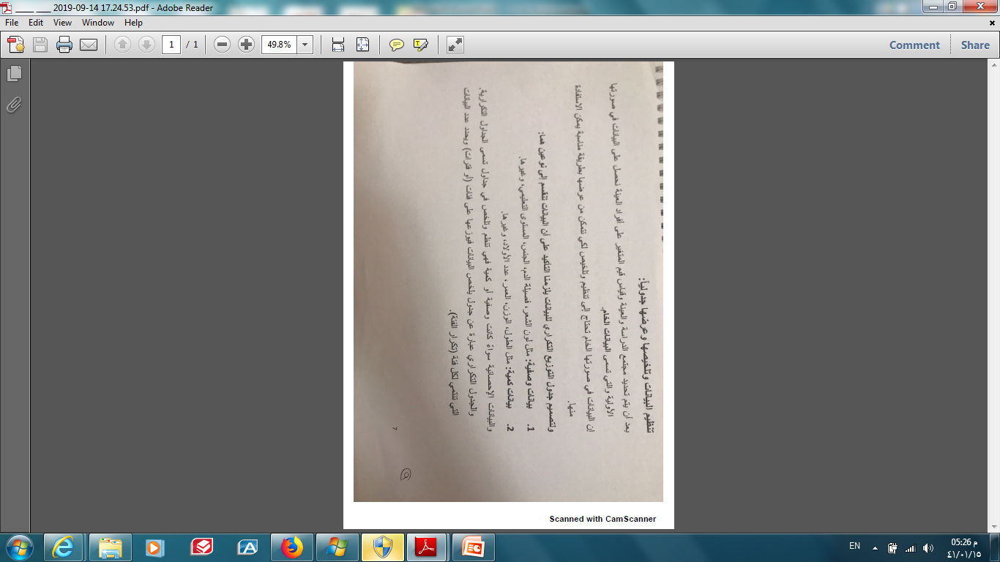 ____ ____ 2019-09-14 17.24.53.pdf - Adobe Reader
File Edit View Window Help
1 / 1 49.8% Comment Share
تنظيم البيانات وتلخيصها وعرضها جدولياً:
بعد أن يتم تحديد مجتمع الدراسة والعينة وقياس قيم المتغير على أفراد العينة نحصل على البيانات في صورتها
الأولية والتي تسمى البيانات الخام.
إن البيانات في صورتها الخام تحتاج إلى تنظيم وتلخيص لكي نتمكن من عرضها بطريقة مناسبة يمكن الاستفادة
منها.
ولتصميم جدول التوزيع التكراري للبيانات يلزمنا التأكيد على أن البيانات تنقسم إلى نوعين هما:
1. بيانات وصفية: مثل لون الشعر، فصيلة الدم، الجنس، المستوى التعليمي، وغيرها.
2. بيانات كمية: مثل الطول، الوزن، العمر، عدد الأولاد، وغيرها.
والبيانات الإحصائية سواءً كانت وصفية أو كمية فهي تنظم وتلخص في جداول تسمى الجداول التكرارية.
والجدول التكراري عبارة عن جدول يلخص البيانات فيوزعها على فئات (أو فترات) ويحدد عدد البيانات
التي تنتمي لكل فئة (تكرار الفئة).
٧
Scanned with CamScanner
EN 05:26 م
٤١/٠١/١٥